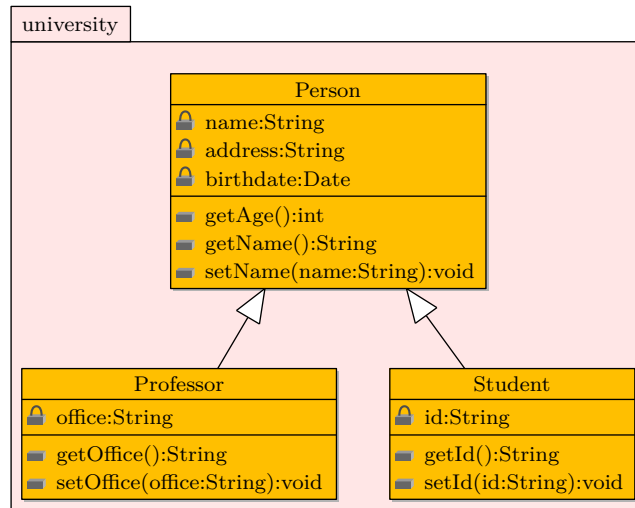 university
Person
name:String
address:String
birthdate:Date
getAge():int
getName():String
setName(name:String):void
Professor
office:String
getOffice():String
setOffice(office:String):void
Student
id:String
getId():String
setId(id:String):void